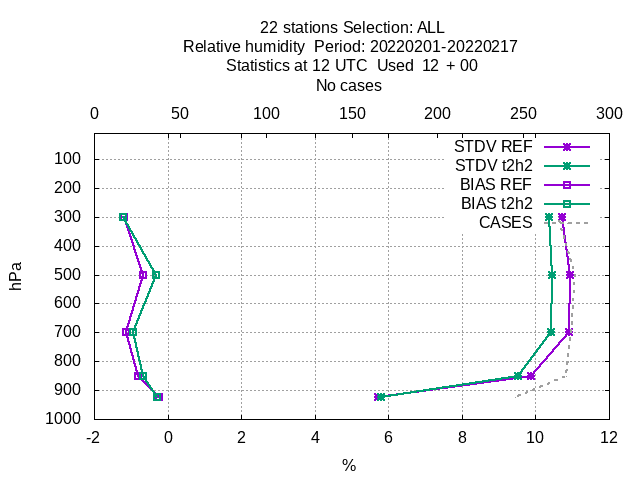 22 stations Selection: ALL
Relative humidity  Period: 20220201-20220217
Statistics at 12 UTC  Used  12  + 00
No cases
0 50 100 150 200 250 300
STDV REF
STDV t2h2
BIAS REF
BIAS t2h2
CASES
hPa
100
200
300
400
500
600
700
800
900
1000
-2 0 2 4 6 8 10 12
%